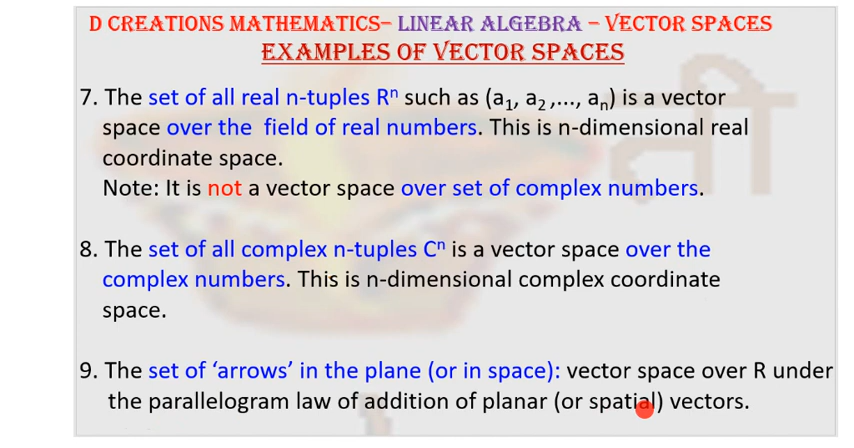 D CREATIONS MATHEMATICS– LINEAR ALGEBRA – VECTOR SPACES
EXAMPLES OF VECTOR SPACES
7. The set of all real n-tuples Rⁿ such as (a₁, a₂,..., aₙ) is a vector
space over the field of real numbers. This is n-dimensional real
coordinate space.
Note: It is not a vector space over set of complex numbers.
8. The set of all complex n-tuples Cⁿ is a vector space over the
complex numbers. This is n-dimensional complex coordinate
space.
9. The set of ‘arrows’ in the plane (or in space): vector space over R under
the parallelogram law of addition of planar (or spatial) vectors.